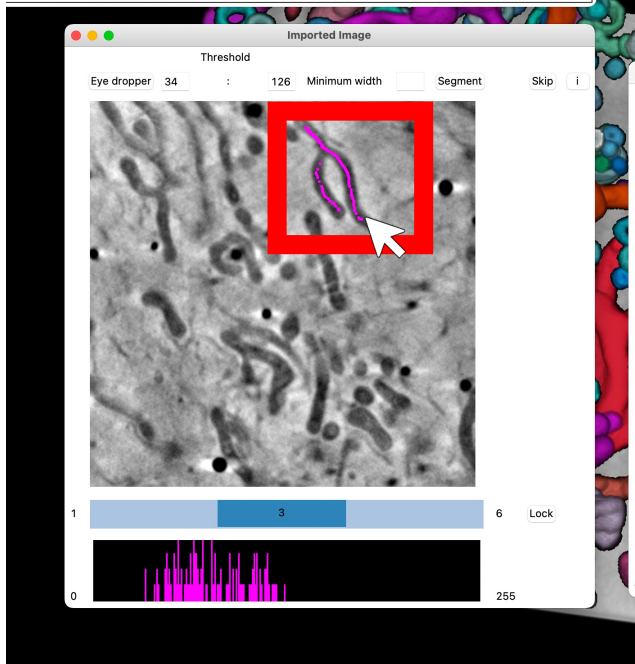 Imported Image
Threshold
Eye dropper 34 : 126 Minimum width Segment Skip i
1 3 6 Lock
0 255